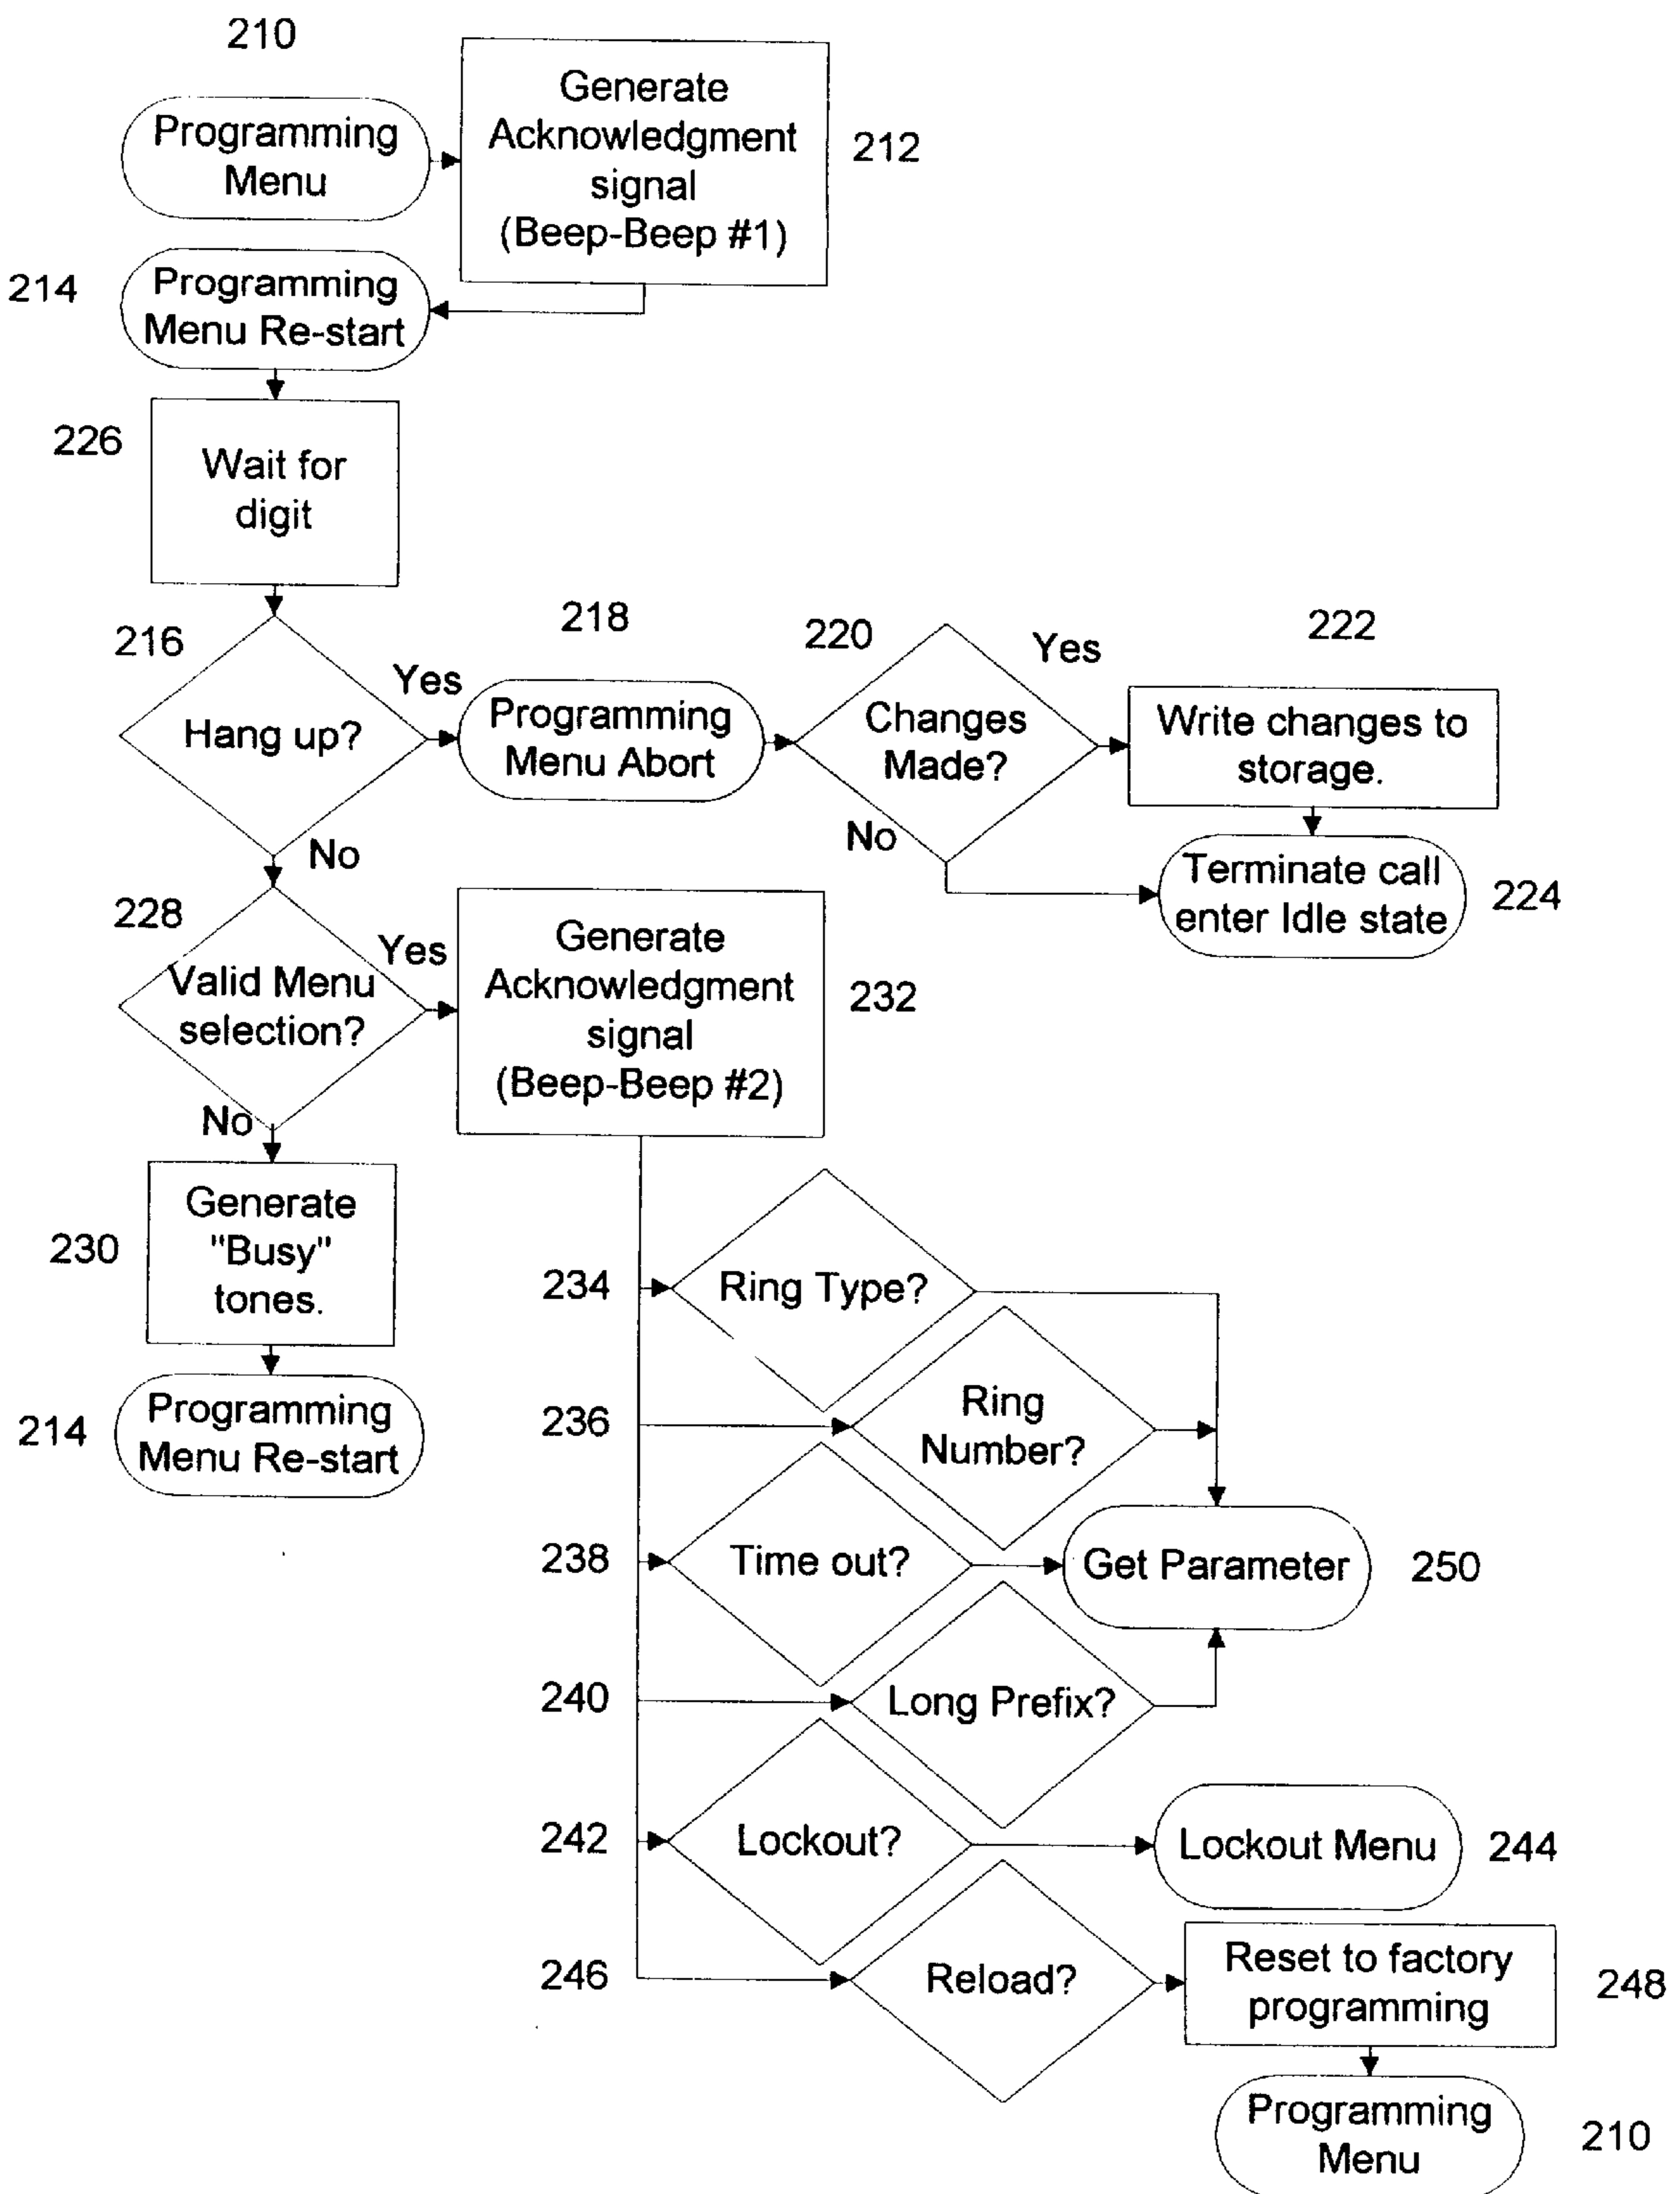 210
Programming
Menu
Generate
Acknowledgment
signal
(Beep-Beep #1)
212
214
Programming
Menu Re-start
226
Wait for
digit
216
Hang up?
Yes
No
218
Programming
Menu Abort
220
Changes
Made?
Yes
No
222
Write changes to
storage.
Terminate call
enter Idle state
224
228
Valid Menu
selection?
Yes
No
Generate
Acknowledgment
signal
(Beep-Beep #2)
232
230
Generate
"Busy"
tones.
214
Programming
Menu Re-start
234
Ring Type?
236
Ring
Number?
238
Time out?
Get Parameter
250
240
Long Prefix?
242
Lockout?
Lockout Menu
244
246
Reload?
Reset to factory
programming
248
Programming
Menu
210